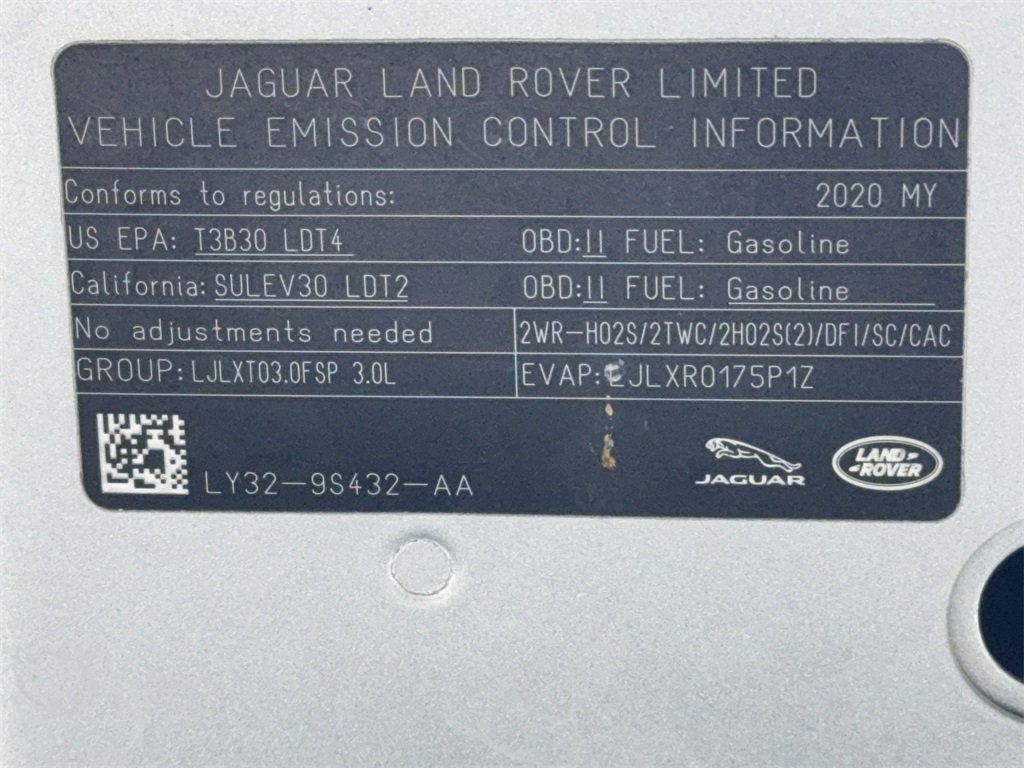 JAGUAR LAND ROVER LIMITED
VEHICLE EMISSION CONTROL INFORMATION
Conforms to regulations: 2020 MY
US EPA: T3B30 LDT4 OBD:II FUEL: Gasoline
California: SULEV30 LDT2 OBD:II FUEL: Gasoline
No adjustments needed 2WR-HO2S/2TWC/2HO2S(2)/DFI/SC/CAC
GROUP: LJLXT03.0FSP 3.0L EVAP: LJLXR0175P1Z
LY32-9S432-AA
JAGUAR
LAND-
-ROVER